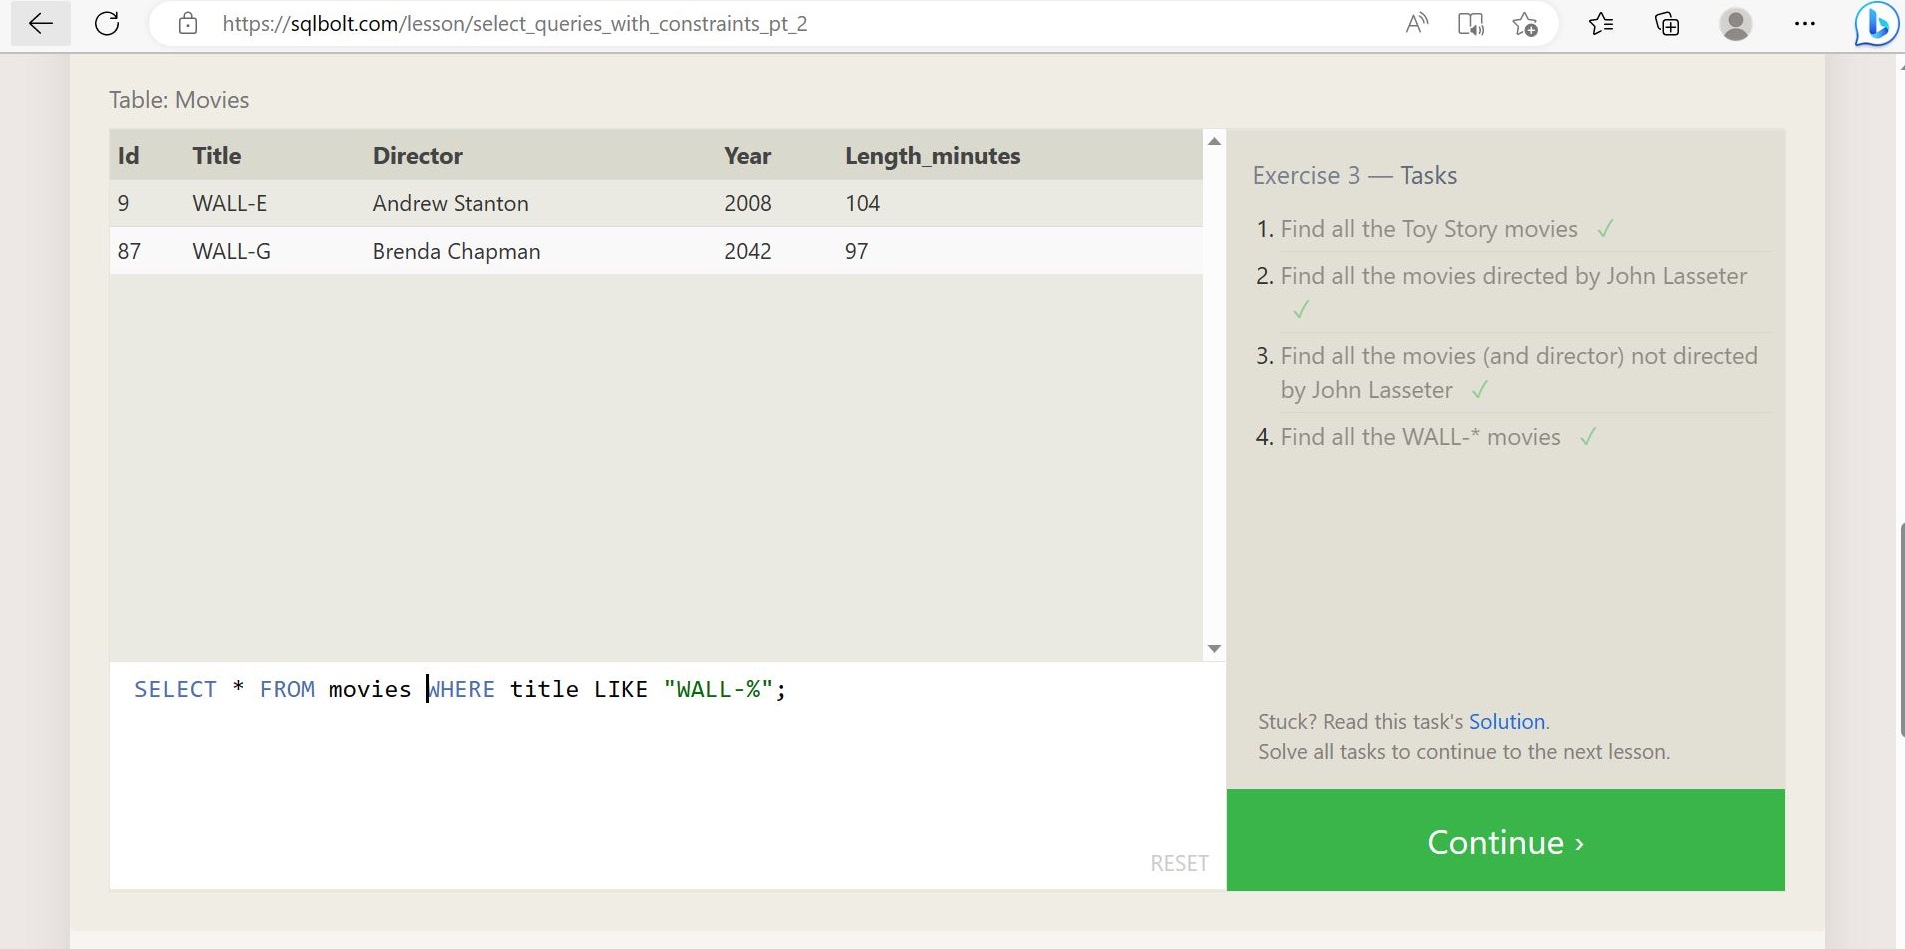 https://sqlbolt.com/lesson/select_queries_with_constraints_pt_2
Table: Movies
Id Title Director Year Length_minutes
9 WALL-E Andrew Stanton 2008 104
87 WALL-G Brenda Chapman 2042 97
SELECT * FROM movies WHERE title LIKE "WALL-%";
RESET
Exercise 3 — Tasks
1. Find all the Toy Story movies ✓
2. Find all the movies directed by John Lasseter
✓
3. Find all the movies (and director) not directed
by John Lasseter ✓
4. Find all the WALL-* movies ✓
Stuck? Read this task's Solution.
Solve all tasks to continue to the next lesson.
Continue ›